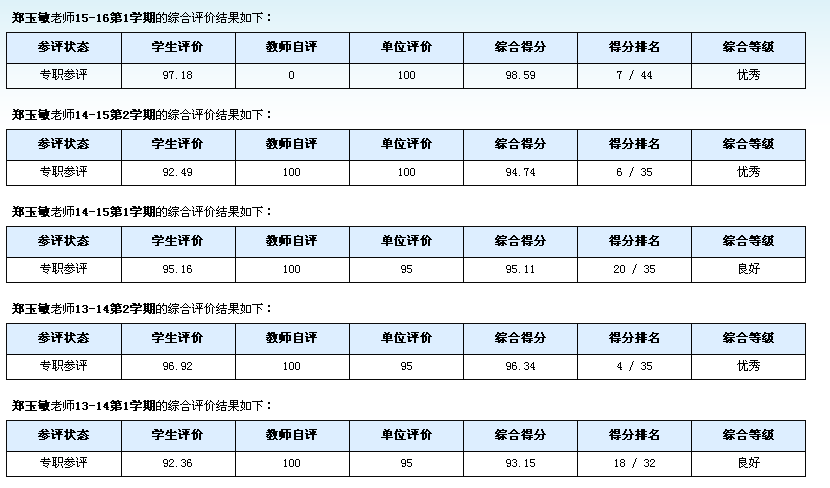 郑玉敏老师15-16第1学期的综合评价结果如下：
参评状态 学生评价 教师自评 单位评价 综合得分 得分排名 综合等级
专职参评 97.18 0 100 98.59 7 / 44 优秀
郑玉敏老师14-15第2学期的综合评价结果如下：
参评状态 学生评价 教师自评 单位评价 综合得分 得分排名 综合等级
专职参评 92.49 100 100 94.74 6 / 35 优秀
郑玉敏老师14-15第1学期的综合评价结果如下：
参评状态 学生评价 教师自评 单位评价 综合得分 得分排名 综合等级
专职参评 95.16 100 95 95.11 20 / 35 良好
郑玉敏老师13-14第2学期的综合评价结果如下：
参评状态 学生评价 教师自评 单位评价 综合得分 得分排名 综合等级
专职参评 96.92 100 95 96.34 4 / 35 优秀
郑玉敏老师13-14第1学期的综合评价结果如下：
参评状态 学生评价 教师自评 单位评价 综合得分 得分排名 综合等级
专职参评 92.36 100 95 93.15 18 / 32 良好